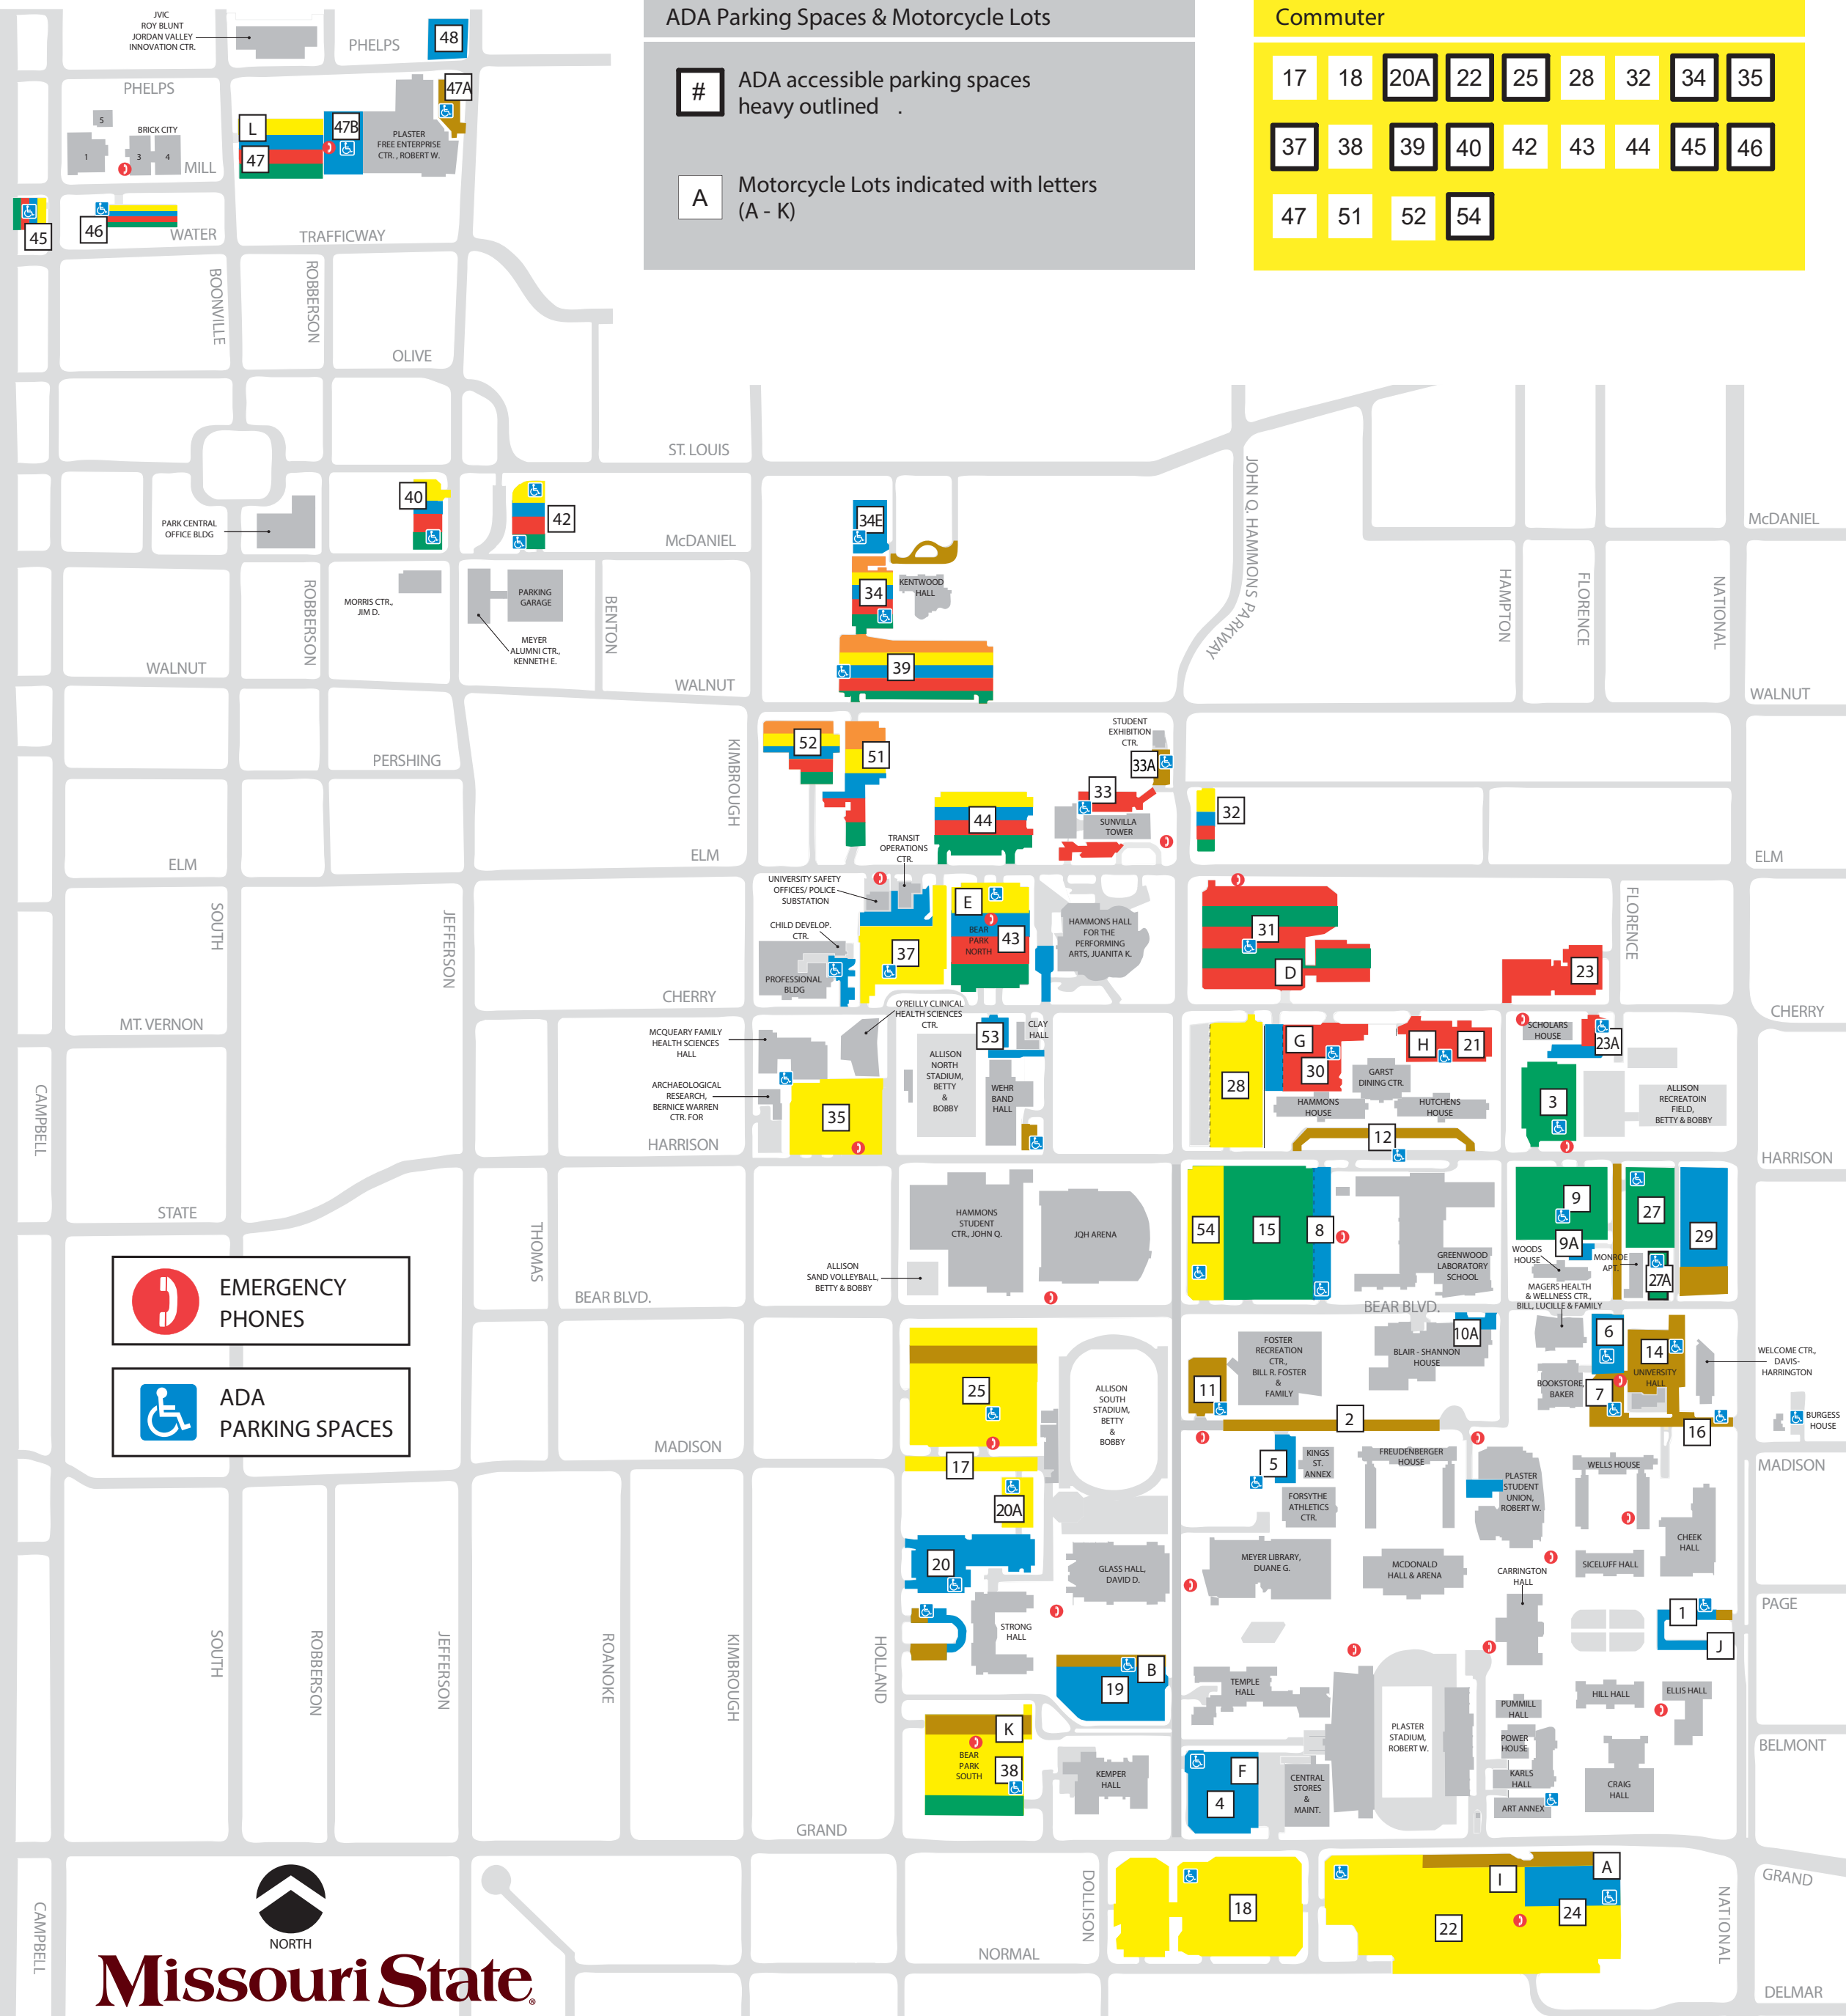 ADA Parking Spaces & Motorcycle Lots
#
ADA accessible parking spaces
heavy outlined .
A
Motorcycle Lots indicated with letters
(A - K)
Commuter
17 18 20A 22 25 28 32 34 35
37 38 39 40 42 43 44 45 46
47 51 52 54
JVIC
ROY BLUNT
JORDAN VALLEY
INNOVATION CTR.
PHELPS
48
PHELPS
47A
5
BRICK CITY
1
3
4
MILL
L
47
47B
PLASTER
FREE ENTERPRISE
CTR. , ROBERT W.
45
46
WATER
TRAFFICWAY
BOONVILLE
ROBBERSON
OLIVE
ST. LOUIS
JOHN Q. HAMMONS PARKWAY
40
42
PARK CENTRAL
OFFICE BLDG
McDANIEL
34E
McDANIEL
34
KENTWOOD
HALL
ROBBERSON
MORRIS CTR.,
JIM D.
PARKING
GARAGE
BENTON
MEYER
ALUMNI CTR.,
KENNETH E.
HAMPTON
FLORENCE
NATIONAL
WALNUT
WALNUT
39
WALNUT
PERSHING
KIMBROUGH
52
51
STUDENT
EXHIBITION
CTR.
33A
33
SUNVILLA
TOWER
44
32
TRANSIT
OPERATIONS
CTR.
ELM
ELM
ELM
UNIVERSITY SAFETY
OFFICES/ POLICE
SUBSTATION
CHILD DEVELOP.
CTR.
PROFESSIONAL
BLDG
37
E
BEAR
PARK
NORTH
43
HAMMONS HALL
FOR THE
PERFORMING
ARTS, JUANITA K.
31
D
23
FLORENCE
SOUTH
JEFFERSON
CHERRY
CHERRY
MT. VERNON
MCQUEARY FAMILY
HEALTH SCIENCES
HALL
O'REILLY CLINICAL
HEALTH SCIENCES
CTR.
ARCHAEOLOGICAL
RESEARCH,
BERNICE WARREN
CTR. FOR
35
ALLISON
NORTH
STADIUM,
BETTY
&
BOBBY
53
CLAY
HALL
WEHR
BAND
HALL
28
G
30
H
21
GARST
DINING CTR.
HAMMONS
HOUSE
HUTCHENS
HOUSE
12
SCHOLARS
HOUSE
23A
3
ALLISON
RECREATOIN
FIELD,
BETTY & BOBBY
CAMPBELL
HARRISON
HARRISON
STATE
THOMAS
HAMMONS
STUDENT
CTR., JOHN Q.
JQH ARENA
ALLISON
SAND VOLLEYBALL,
BETTY & BOBBY
54
15
8
GREENWOOD
LABORATORY
SCHOOL
9
9A
27
29
27A
WOODS
HOUSE
MONROE
APT.
MAGERS HEALTH
& WELLNESS CTR.,
BILL, LUCILLE & FAMILY
BEAR BLVD.
BEAR BLVD.
EMERGENCY
PHONES
ADA
PARKING SPACES
25
ALLISON
SOUTH
STADIUM,
BETTY
&
BOBBY
11
FOSTER
RECREATION
CTR.,
BILL R. FOSTER
&
FAMILY
10A
BLAIR - SHANNON
HOUSE
6
14
UNIVERSITY
HALL
BOOKSTORE,
BAKER
7
WELCOME CTR.,
DAVIS-
HARRINGTON
BURGESS
HOUSE
2
16
MADISON
MADISON
17
20A
5
KINGS
ST.
ANNEX
FREUDENBERGER
HOUSE
FORSYTHE
ATHLETICS
CTR.
PLASTER
STUDENT
UNION,
ROBERT W.
WELLS HOUSE
CHEEK
HALL
20
GLASS HALL,
DAVID D.
MEYER LIBRARY,
DUANE G.
MCDONALD
HALL & ARENA
CARRINGTON
HALL
SICELUFF HALL
PAGE
STRONG
HALL
1
J
SOUTH
ROBBERSON
JEFFERSON
ROANOKE
KIMBROUGH
HOLLAND
B
19
TEMPLE
HALL
PLASTER
STADIUM,
ROBERT W.
PUMMILL
HALL
POWER
HOUSE
KARLS
HALL
ART ANNEX
HILL HALL
ELLIS HALL
CRAIG
HALL
BELMONT
K
BEAR
PARK
SOUTH
38
KEMPER
HALL
F
4
CENTRAL
STORES
&
MAINT.
GRAND
GRAND
CAMPBELL
NORTH
Missouri State®
DOLLISON
NORMAL
18
22
I
A
24
NATIONAL
DELMAR